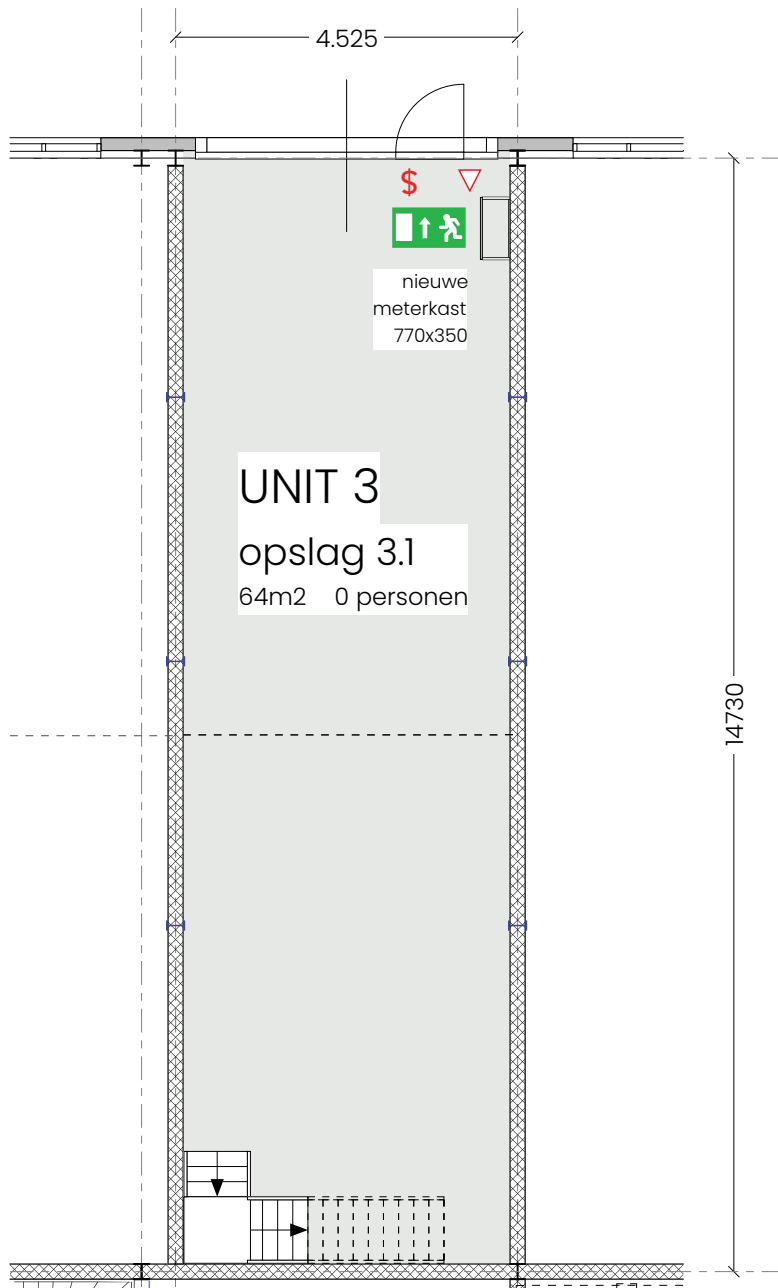 4.525
$
nieuwe
meterkast
770x350
UNIT 3
opslag 3.1
64m2 0 personen
14730